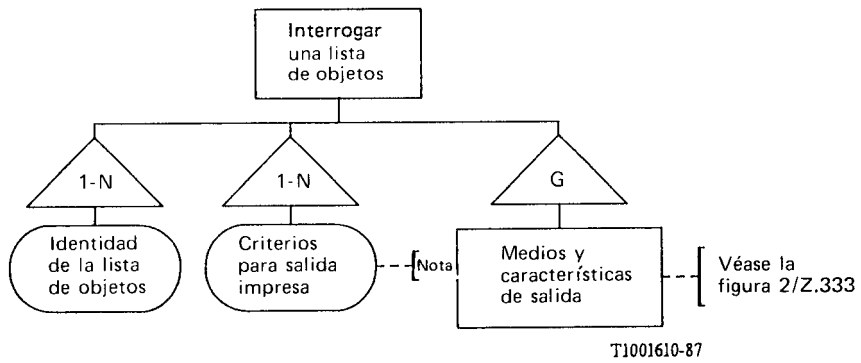 Interrogar
una lista
de objetos
1-N
1-N
G
Identidad
de la lista
de objetos
Criterios
para salida
impresa
Nota
Medios y
características
de salida
Véase la
figura 2/Z.333
T1001610-87